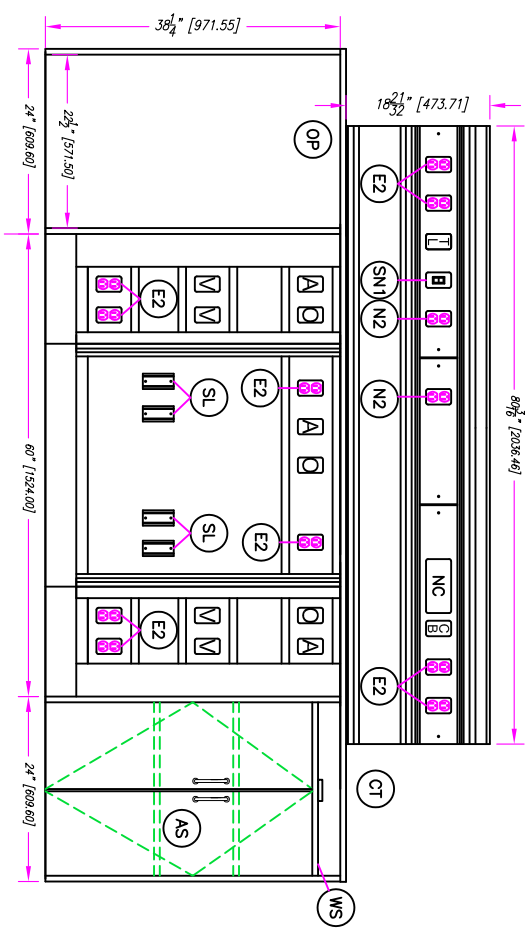 80 3/16" [2036.46]
18 21/32" [473.71]
TL
NC
CB
E2
SN1
N2
N2
E2
CT
OP
WS
A O
A O
O A
E2
E2
V V
V V
SL
SL
E2
E2
AS
38 1/4" [971.55]
22 1/2" [571.50]
24" [609.60]
60" [1524.00]
24" [609.60]